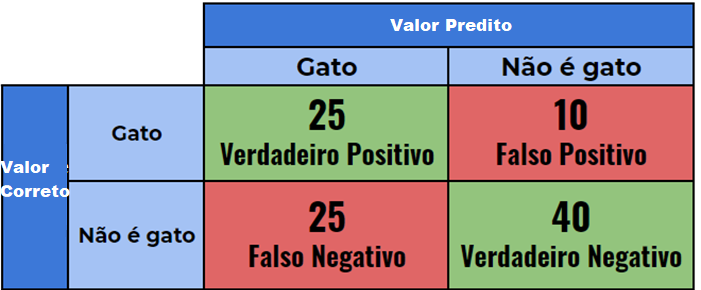 Valor Predito
Gato
Não é gato
Valor
Correto
Gato
25
Verdadeiro Positivo
10
Falso Positivo
Não é gato
25
Falso Negativo
40
Verdadeiro Negativo